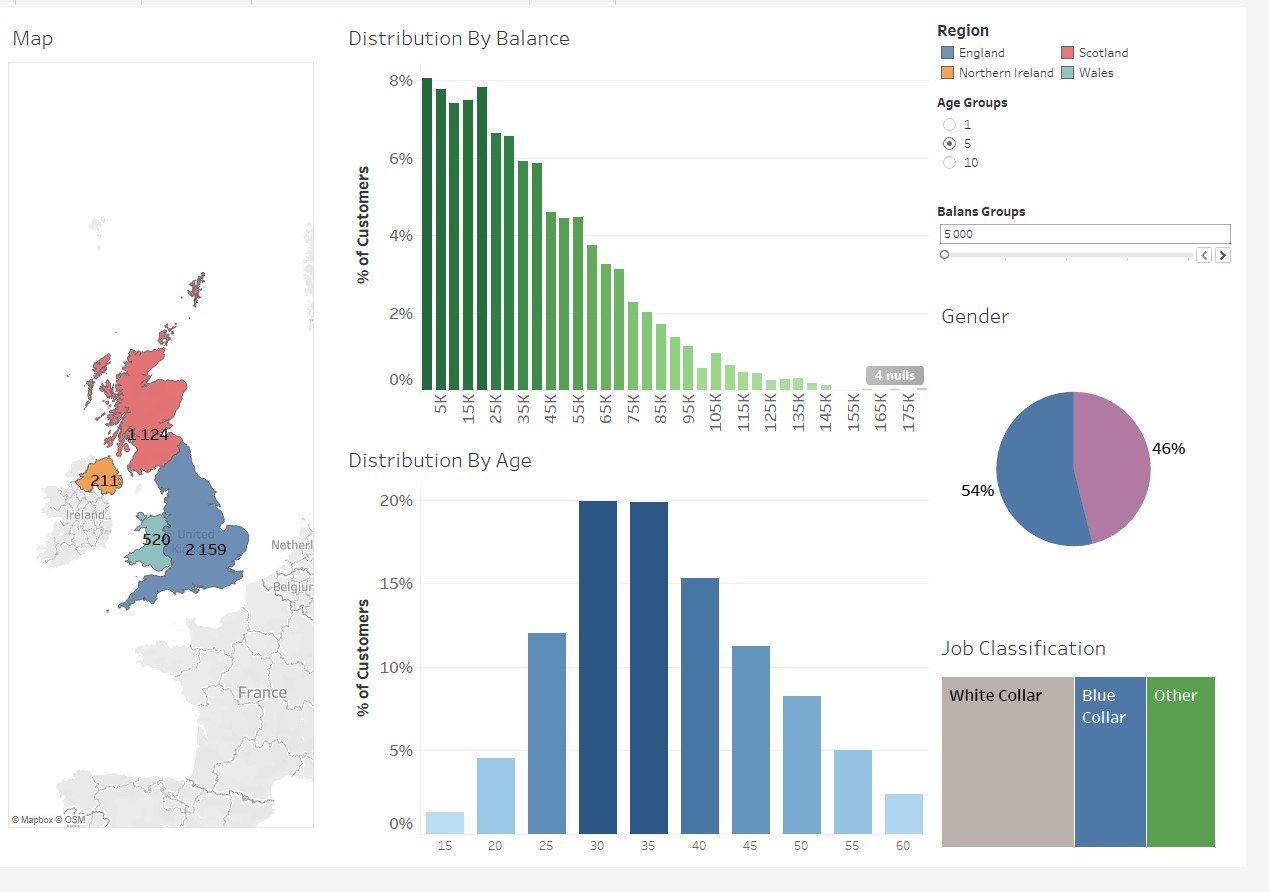 Map
1 124
211
Ireland
520
United
2 159
Netherl
Belgiur
France
© Mapbox © OSM
Distribution By Balance
% of Customers
8%
6%
4%
2%
0%
4 nulls
5K
15K
25K
35K
45K
55K
65K
75K
85K
95K
105K
115K
125K
135K
145K
155K
165K
175K
Distribution By Age
% of Customers
20%
15%
10%
5%
0%
15
20
25
30
35
40
45
50
55
60
Region
England
Scotland
Northern Ireland
Wales
Age Groups
1
5
10
Balans Groups
5 000
Gender
46%
54%
Job Classification
White Collar
Blue
Collar
Other